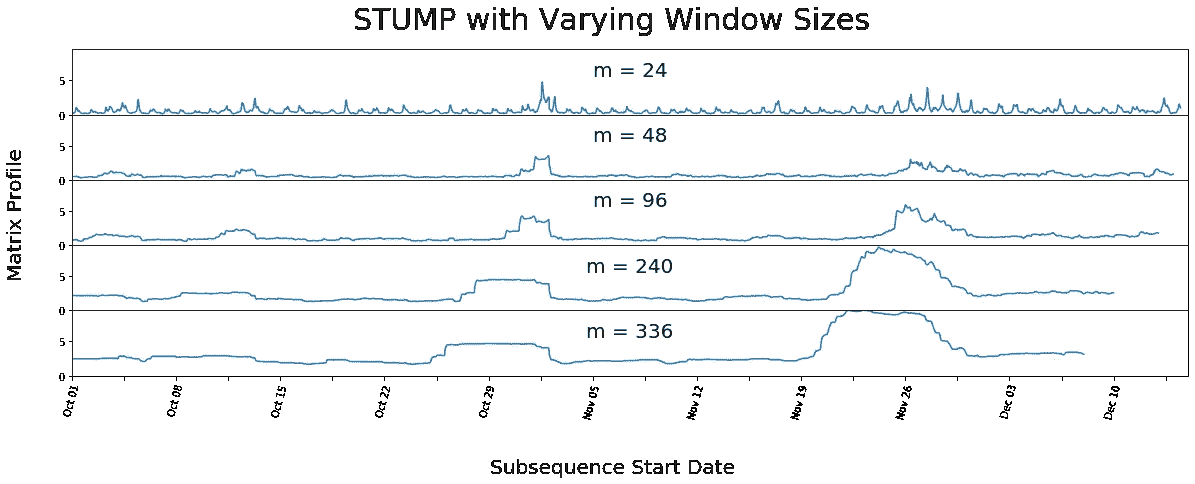 STUMP with Varying Window Sizes
Matrix Profile
5
0
m = 24
5
0
m = 48
5
0
m = 96
5
0
m = 240
5
0
m = 336
Oct 01
Oct 08
Oct 15
Oct 22
Oct 29
Nov 05
Nov 12
Nov 19
Nov 26
Dec 03
Dec 10
Subsequence Start Date